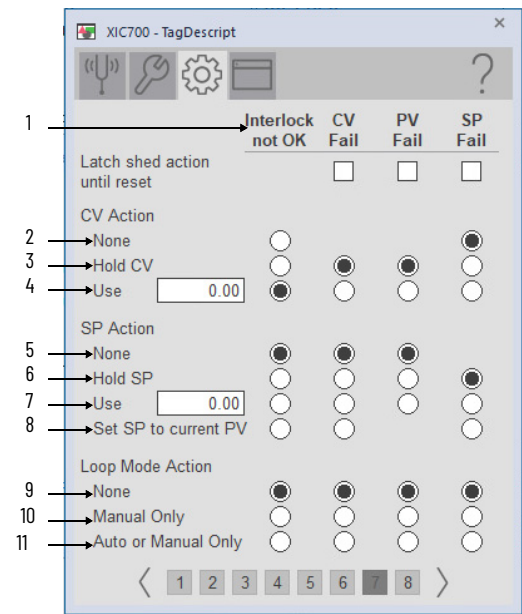 XIC700 - TagDescript
×
?
1 Interlock not OK CV Fail PV Fail SP Fail
Latch shed action
until reset
CV Action
2 None
3 Hold CV
4 Use 0.00
SP Action
5 None
6 Hold SP
7 Use 0.00
8 Set SP to current PV
Loop Mode Action
9 None
10 Manual Only
11 Auto or Manual Only
1 2 3 4 5 6 7 8